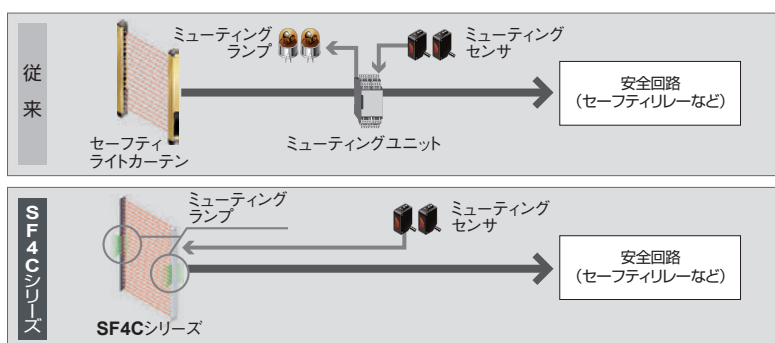 従来
ミューティング
ランプ
ミューティング
センサ
セーフティ
ライトカーテン
ミューティングユニット
安全回路
(セーフティリレーなど)
SF4Cシリーズ
ミューティング
ランプ
ミューティング
センサ
SF4Cシリーズ
安全回路
(セーフティリレーなど)